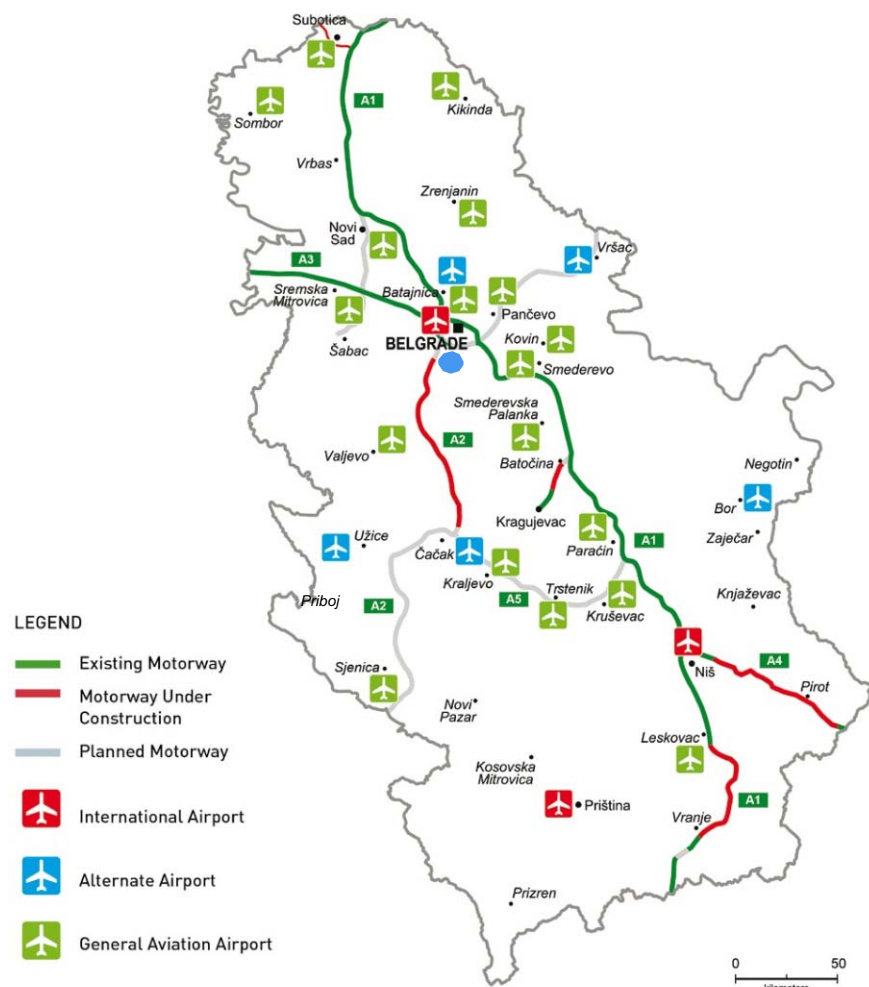 Subotica
A1
Kikinda
Sombor
Vrbas
Zrenjanin
Novi
Sad
Vršac
A3
Batajnica
Sremska
Mitrovica
Pančevo
BELGRADE
Kovin
Šabac
Smederevo
Smederevska
Palanka
A2
Valjevo
Batočina
Negotin
Bor
Kragujevac
Užice
Čačak
Paraćin
A1
Zaječar
Kraljevo
Trstenik
Priboj
A2
A5
Kruševac
Knjaževac
LEGEND
Existing Motorway
Motorway Under
Construction
Planned Motorway
International Airport
Alternate Airport
General Aviation Airport
Sjenica
Niš
A4
Pirot
Novi
Pazar
Leskovac
Kosovska
Mitrovica
Priština
A1
Vranje
Prizren
0 50
kilometers